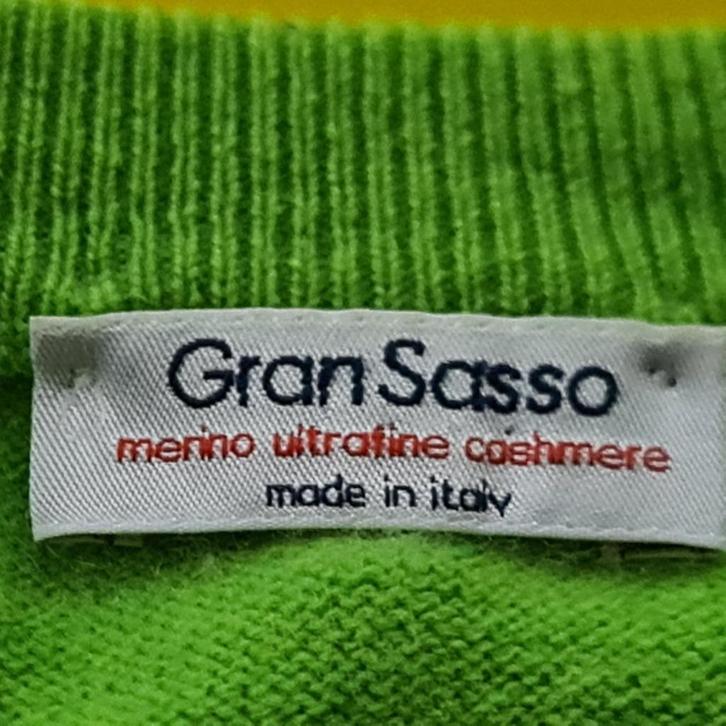 Gran Sasso
merino ultrafine cashmere
made in italy